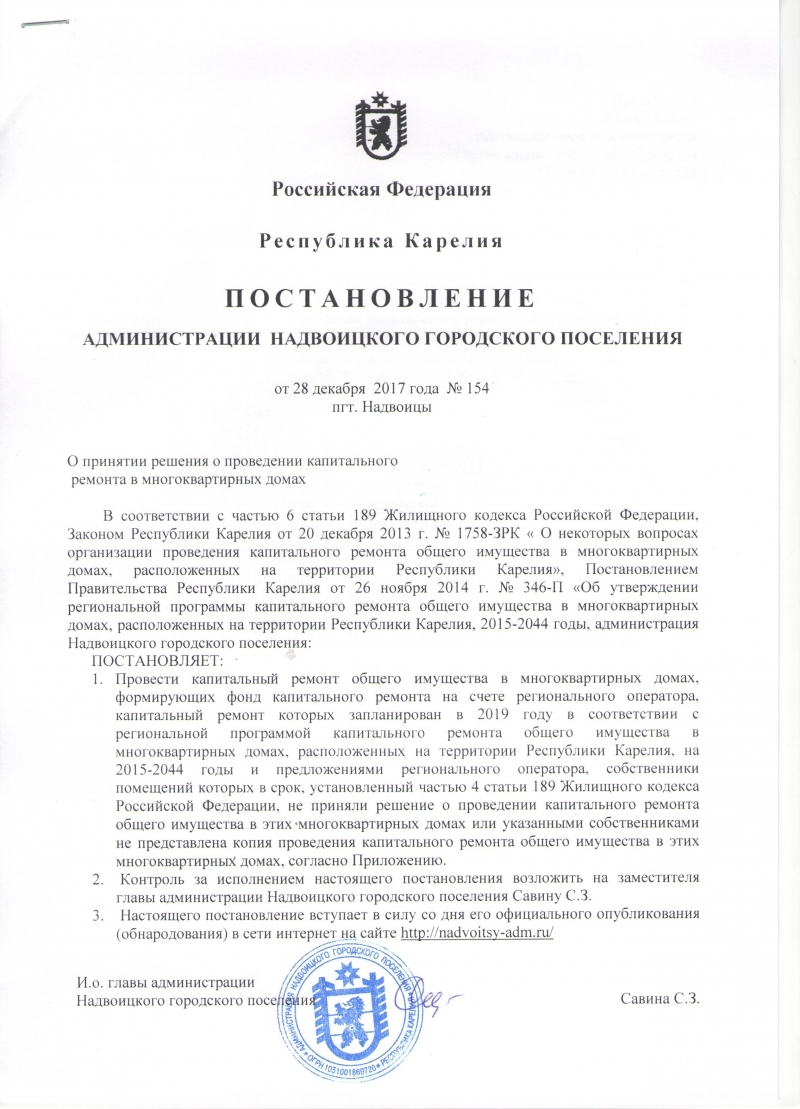 Российская Федерация
Республика Карелия
ПОСТАНОВЛЕНИЕ
АДМИНИСТРАЦИИ НАДВОИЦКОГО ГОРОДСКОГО ПОСЕЛЕНИЯ
от 28 декабря 2017 года № 154
пгт. Надвоицы
О принятии решения о проведении капитального
ремонта в многоквартирных домах
В соответствии с частью 6 статьи 189 Жилищного кодекса Российской Федерации,
Законом Республики Карелия от 20 декабря 2013 г. № 1758-ЗРК « О некоторых вопросах
организации проведения капитального ремонта общего имущества в многоквартирных
домах, расположенных на территории Республики Карелия», Постановлением
Правительства Республики Карелия от 26 ноября 2014 г. № 346-П «Об утверждении
региональной программы капитального ремонта общего имущества в многоквартирных
домах, расположенных на территории Республики Карелия, 2015-2044 годы, администрация
Надвоицкого городского поселения:
ПОСТАНОВЛЯЕТ:
1. Провести капитальный ремонт общего имущества в многоквартирных домах,
формирующих фонд капитального ремонта на счете регионального оператора,
капитальный ремонт которых запланирован в 2019 году в соответствии с
региональной программой капитального ремонта общего имущества в
многоквартирных домах, расположенных на территории Республики Карелия, на
2015-2044 годы и предложениями регионального оператора, собственники
помещений которых в срок, установленный частью 4 статьи 189 Жилищного кодекса
Российской Федерации, не приняли решение о проведении капитального ремонта
общего имущества в этих многоквартирных домах или указанными собственниками
не представлена копия проведения капитального ремонта общего имущества в этих
многоквартирных домах, согласно Приложению.
2. Контроль за исполнением настоящего постановления возложить на заместителя
главы администрации Надвоицкого городского поселения Савину С.З.
3. Настоящего постановление вступает в силу со дня его официального опубликования
(обнародования) в сети интернет на сайте http://nadvoitsy-adm.ru/
И.о. главы администрации
Надвоицкого городского поселения Савина С.З.
АДМИНИСТРАЦИЯ НАДВОИЦКОГО ГОРОДСКОГО ПОСЕЛЕНИЯ
РЕСПУБЛИКА КАРЕЛИЯ
ОГРН 1051001869720